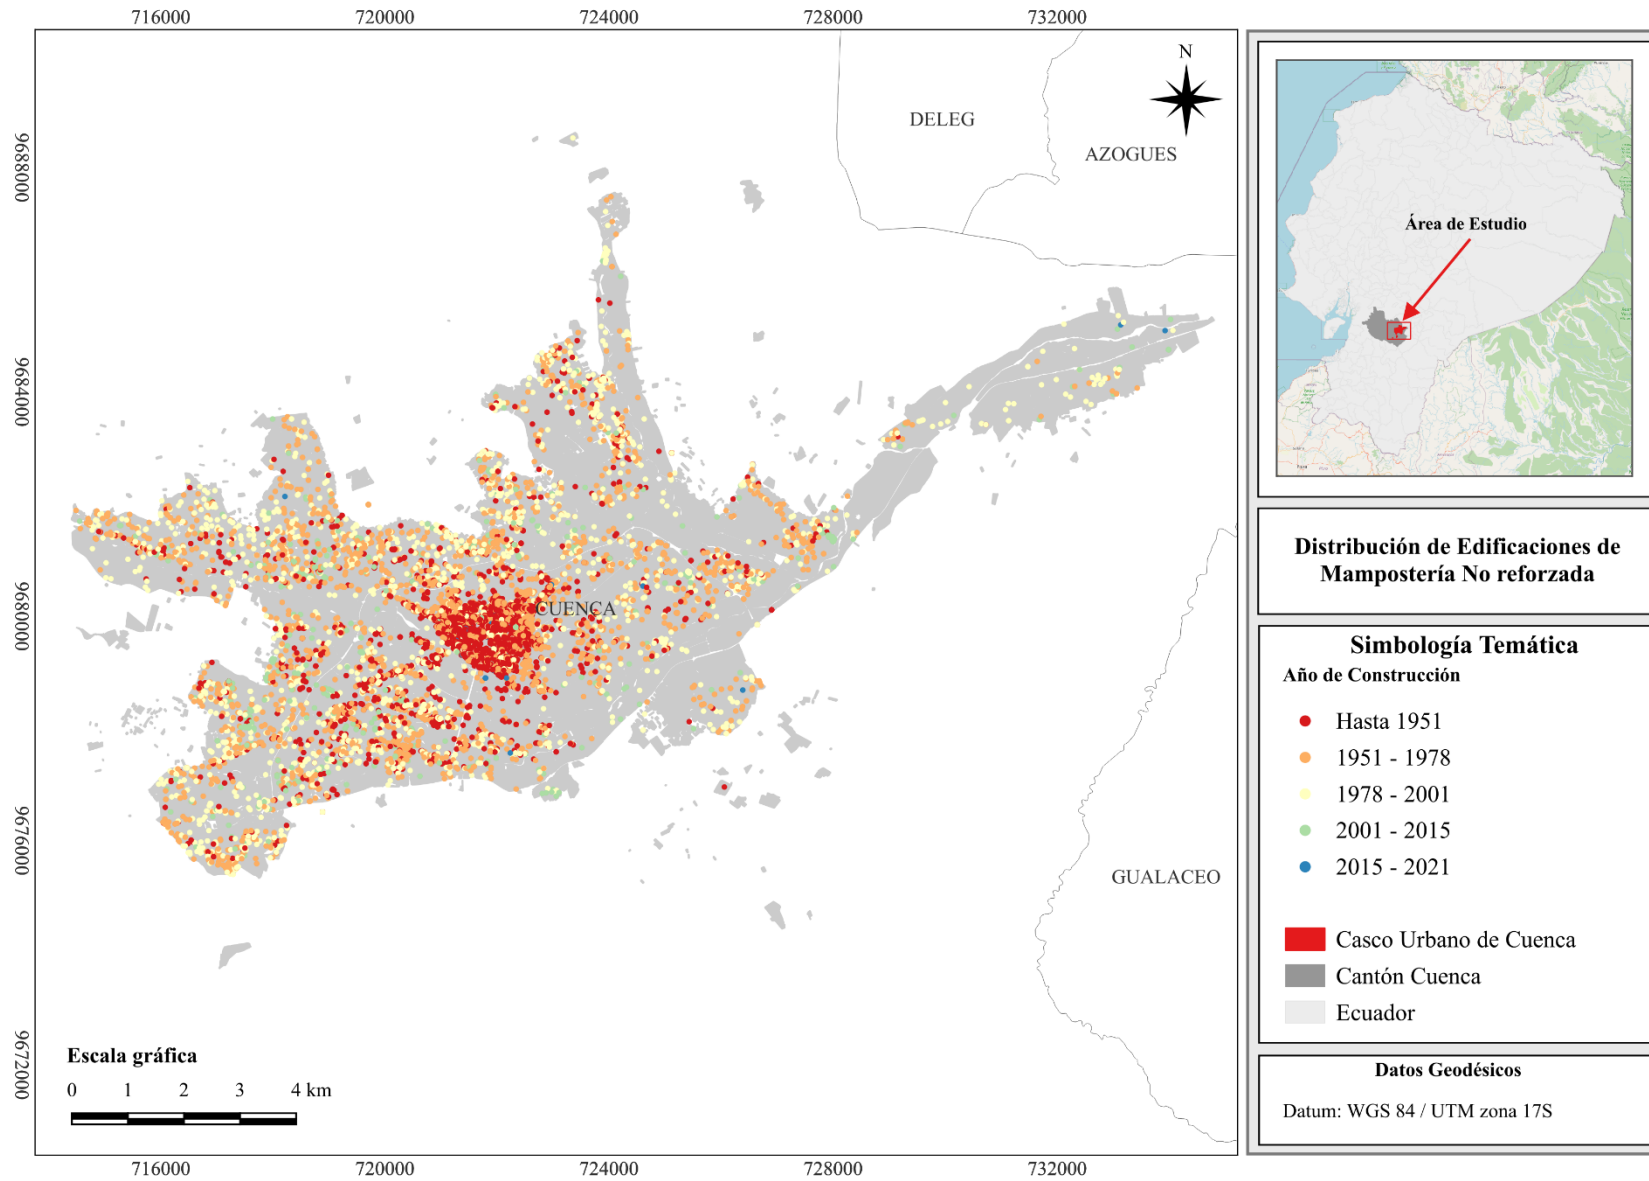 716000 720000 724000 728000 732000
N
DELEG
AZOGUES
9688000
9684000
9680000
9676000
9672000
CUENCA
GUALACEO
Escala gráfica
0 1 2 3 4 km
716000 720000 724000 728000 732000
Área de Estudio
Distribución de Edificaciones de
Mampostería No reforzada
Simbología Temática
Año de Construcción
Hasta 1951
1951 - 1978
1978 - 2001
2001 - 2015
2015 - 2021
Casco Urbano de Cuenca
Cantón Cuenca
Ecuador
Datos Geodésicos
Datum: WGS 84 / UTM zona 17S